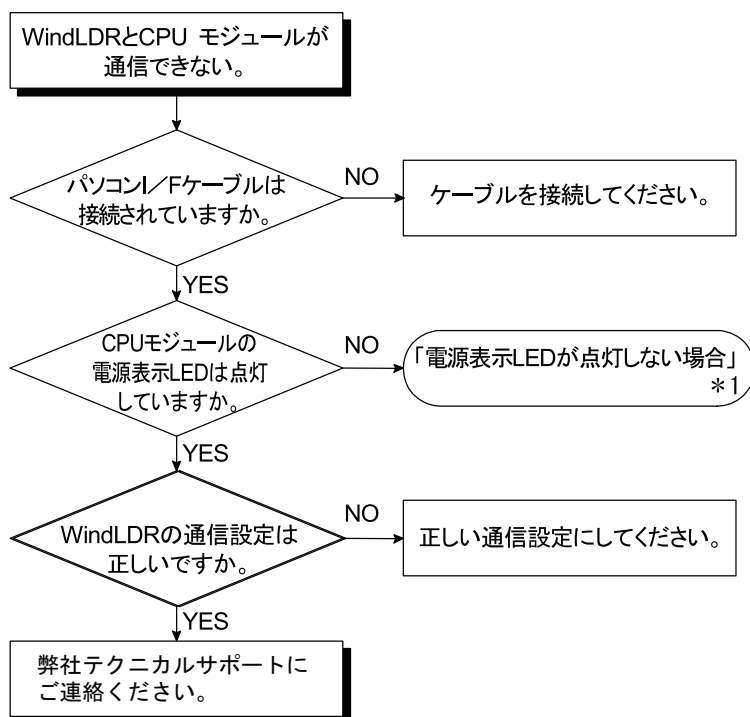 WindLDRとCPU モジュールが
通信できない。
パソコンI／Fケーブルは
接続されていますか。
NO
ケーブルを接続してください。
YES
CPUモジュールの
電源表示LEDは点灯
していますか。
NO
「電源表示LEDが点灯しない場合」
＊1
YES
WindLDRの通信設定は
正しいですか。
NO
正しい通信設定にしてください。
YES
弊社テクニカルサポートに
ご連絡ください。